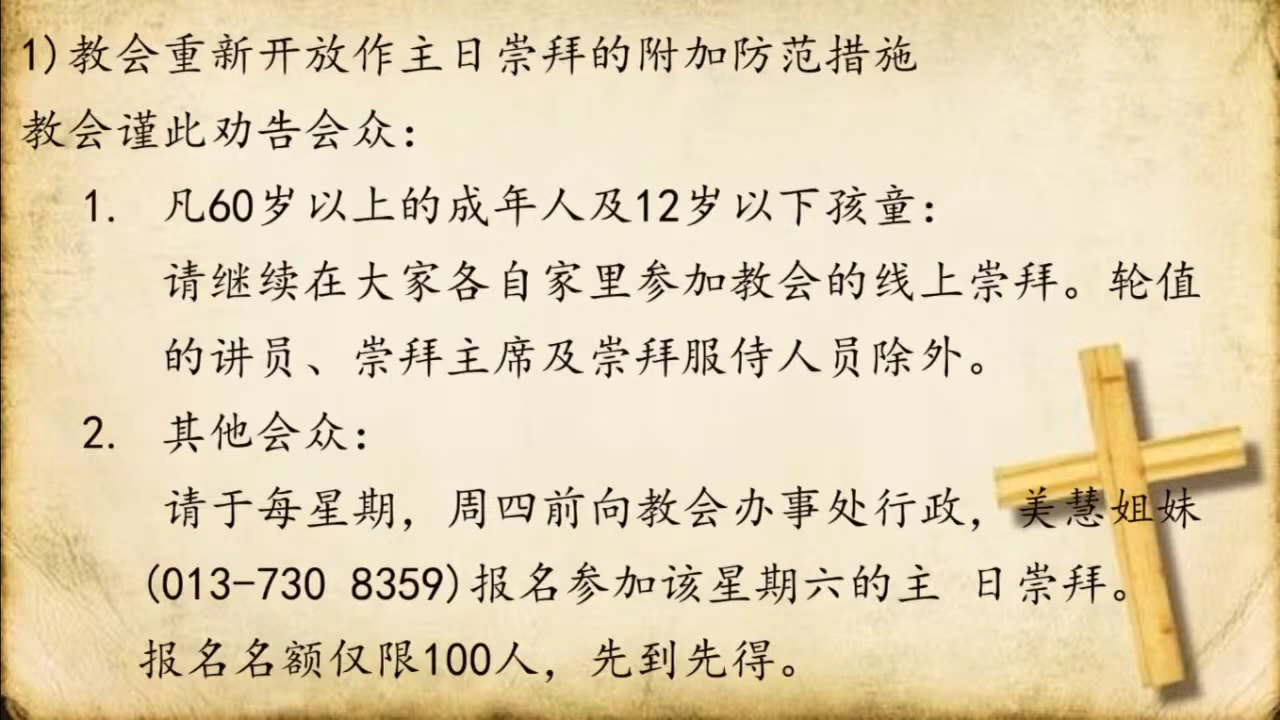 1)教会重新开放作主日崇拜的附加防范措施
教会谨此劝告会众：
1. 凡60岁以上的成年人及12岁以下孩童：
请继续在大家各自家里参加教会的线上崇拜。轮值
的讲员、崇拜主席及崇拜服侍人员除外。
2. 其他会众：
请于每星期，周四前向教会办事处行政，美慧姐妹
(013-730 8359)报名参加该星期六的主 日崇拜。
报名名额仅限100人，先到先得。